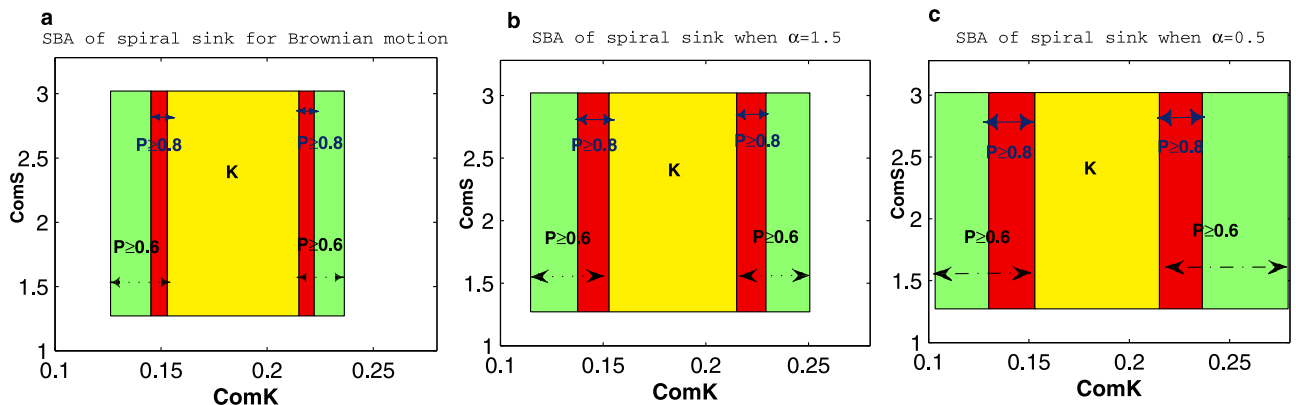 a
SBA of spiral sink for Brownian motion
3
2.5
2
1.5
1
ComS
P≥0.8
P≥0.8
K
P≥0.6
P≥0.6
0.1
0.15
0.2
0.25
ComK
b
SBA of spiral sink when α=1.5
3
2.5
2
1.5
1
ComS
P≥0.8
P≥0.8
K
P≥0.6
P≥0.6
0.1
0.15
0.2
0.25
ComK
c
SBA of spiral sink when α=0.5
3
2.5
2
1.5
1
ComS
P≥0.8
P≥0.8
K
P≥0.6
P≥0.6
0.1
0.15
0.2
0.25
ComK